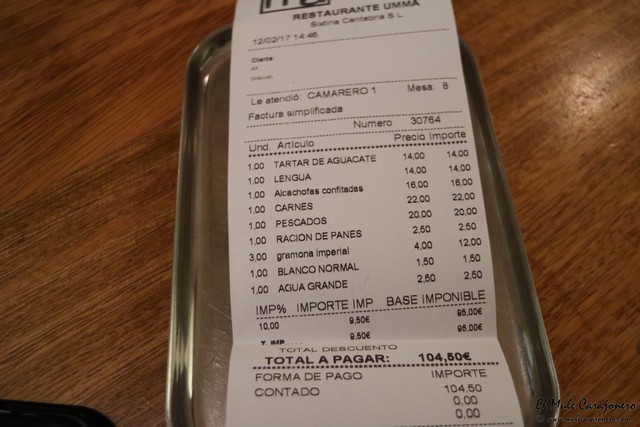 RESTAURANTE UMMA
Sixtina Cantabria S.L.
12/02/17 14:46
Cliente:
Dirección:
Le atendió: CAMARERO 1 Mesa: 8
Factura simplificada
Numero 30764
Und. Artículo Precio Importe
1,00 TARTAR DE AGUACATE 14,00 14,00
1,00 LENGUA 14,00 14,00
1,00 Alcachofas confitadas 16,00 16,00
1,00 CARNES 22,00 22,00
1,00 PESCADOS 20,00 20,00
1,00 RACION DE PANES 2,50 2,50
3,00 gramona imperial 4,00 12,00
1,00 BLANCO NORMAL 1,50 1,50
1,00 AGUA GRANDE 2,50 2,50
IMP% IMPORTE IMP BASE IMPONIBLE
10,00 9,50€ 95,00€
T. IMP 9,50€ 95,00€
TOTAL DESCUENTO
TOTAL A PAGAR: 104,50€
FORMA DE PAGO IMPORTE
CONTADO 104,50
0,00
0,00
El Mule Carajonero